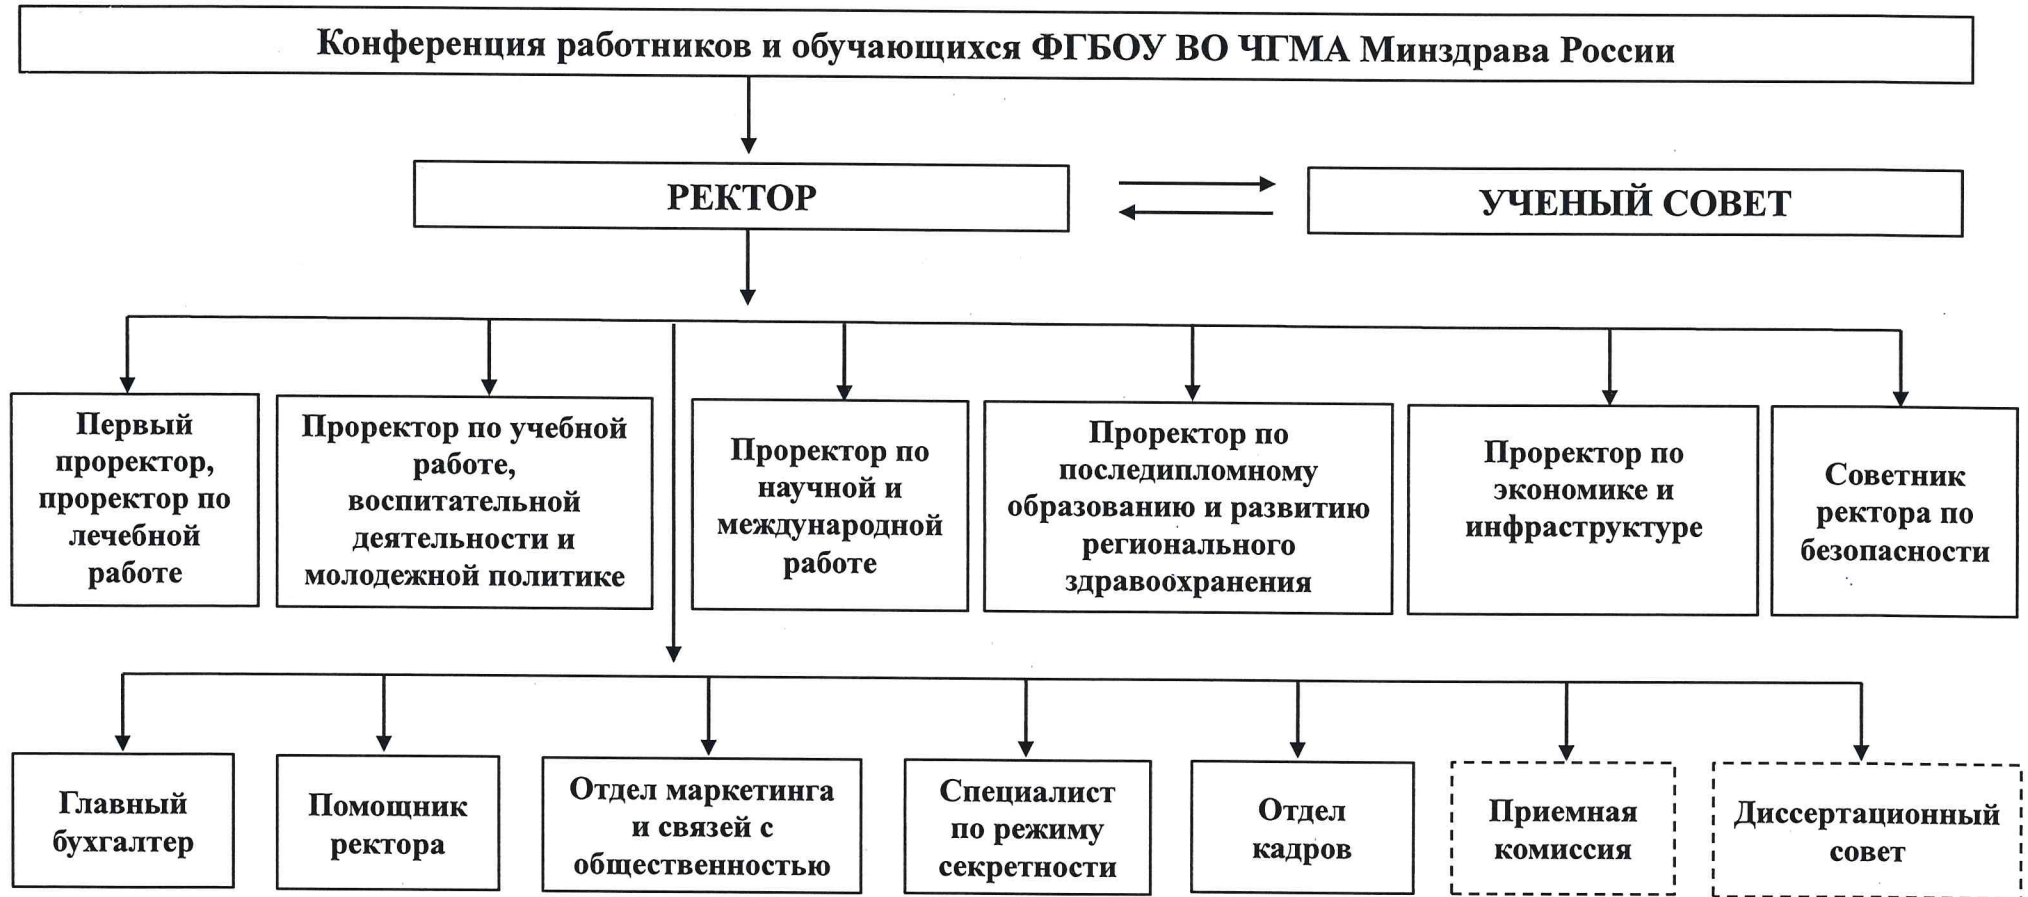 Конференция работников и обучающихся ФГБОУ ВО ЧГМА Минздрава России
РЕКТОР
УЧЕНЫЙ СОВЕТ
Первый
проректор,
проректор по
лечебной
работе
Проректор по учебной
работе,
воспитательной
деятельности и
молодежной политике
Проректор по
научной и
международной
работе
Проректор по
последипломному
образованию и развитию
регионального
здравоохранения
Проректор по
экономике и
инфраструктуре
Советник
ректора по
безопасности
Главный
бухгалтер
Помощник
ректора
Отдел маркетинга
и связей с
общественностью
Специалист
по режиму
секретности
Отдел
кадров
Приемная
комиссия
Диссертационный
совет